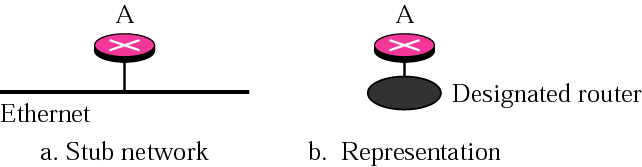 A
Ethernet
a. Stub network
A
Designated router
b. Representation